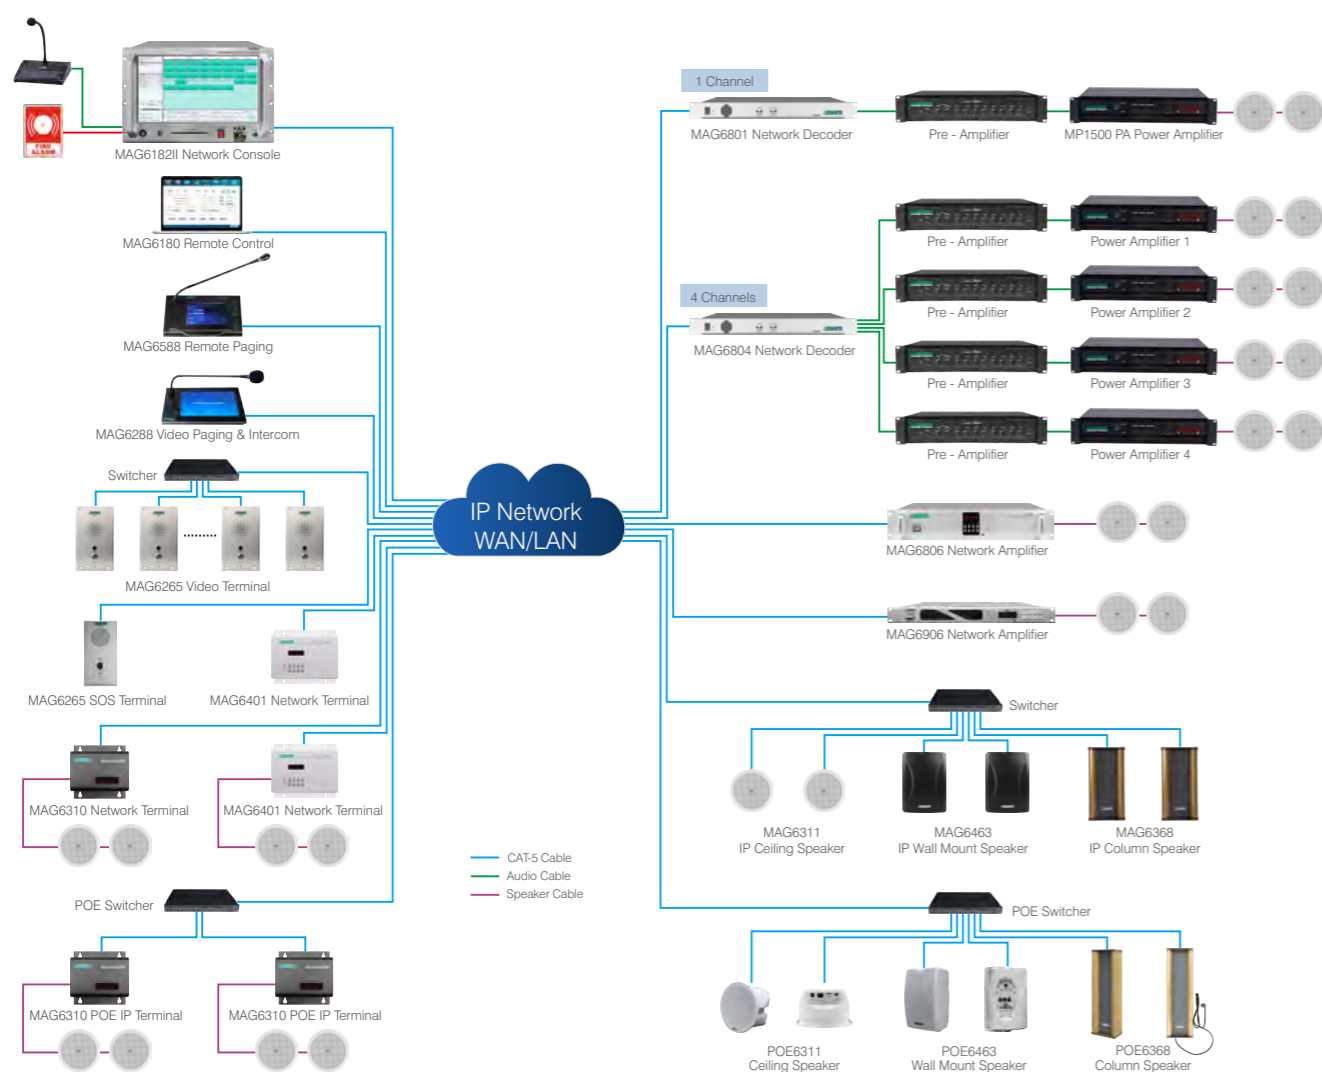 FIRE
ALARM
MAG6182II Network Console
MAG6180 Remote Control
MAG6588 Remote Paging
MAG6288 Video Paging & Intercom
Switcher
MAG6265 Video Terminal
MAG6265 SOS Terminal
MAG6401 Network Terminal
MAG6310 Network Terminal
MAG6401 Network Terminal
POE Switcher
MAG6310 POE IP Terminal
MAG6310 POE IP Terminal
IP Network
WAN/LAN
CAT-5 Cable
Audio Cable
Speaker Cable
1 Channel
MAG6801 Network Decoder
Pre - Amplifier
MP1500 PA Power Amplifier
Pre - Amplifier
Power Amplifier 1
4 Channels
MAG6804 Network Decoder
Pre - Amplifier
Power Amplifier 2
Pre - Amplifier
Power Amplifier 3
Pre - Amplifier
Power Amplifier 4
MAG6806 Network Amplifier
MAG6906 Network Amplifier
Switcher
MAG6311
IP Ceiling Speaker
MAG6463
IP Wall Mount Speaker
MAG6368
IP Column Speaker
POE Switcher
POE6311
Ceiling Speaker
POE6463
Wall Mount Speaker
POE6368
Column Speaker